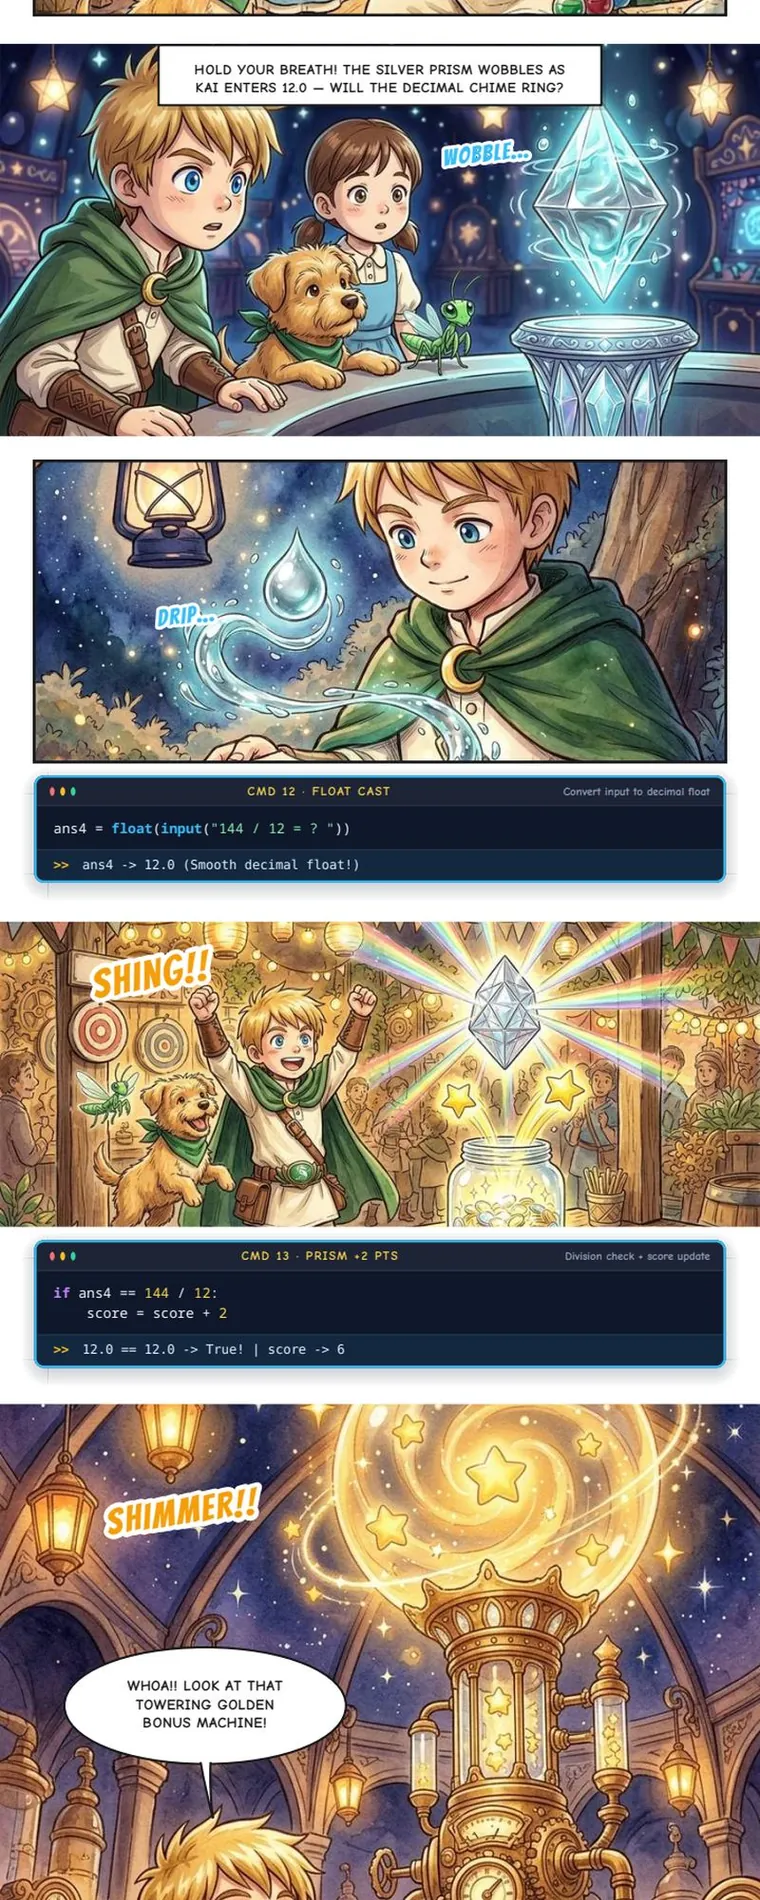 HOLD YOUR BREATH! THE SILVER PRISM WOBBLES AS
KAI ENTERS 12.0 — WILL THE DECIMAL CHIME RING?
WOBBLE...
DRIP...
CMD 12 · FLOAT CAST
Convert input to decimal float
ans4 = float(input("144 / 12 = ? "))
>> ans4 -> 12.0 (Smooth decimal float!)
SHING!!
CMD 13 · PRISM +2 PTS
Division check + score update
if ans4 == 144 / 12:
    score = score + 2
>> 12.0 == 12.0 -> True! | score -> 6
SHIMMER!!
WHOA!! LOOK AT THAT
TOWERING GOLDEN
BONUS MACHINE!